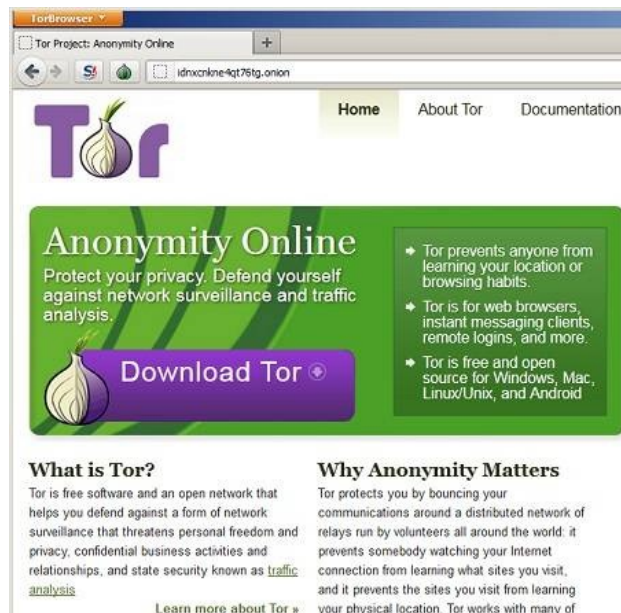 TorBrowser
Tor Project: Anonymity Online
+
idnxcnkne4qt76tg.onion
Tor
Home About Tor Documentation
Anonymity Online
Protect your privacy. Defend yourself
against network surveillance and traffic
analysis.
Download Tor
Tor prevents anyone from
learning your location or
browsing habits.
Tor is for web browsers,
instant messaging clients,
remote logins, and more.
Tor is free and open
source for Windows, Mac,
Linux/Unix, and Android
What is Tor?
Tor is free software and an open network that
helps you defend against a form of network
surveillance that threatens personal freedom and
privacy, confidential business activities and
relationships, and state security known as traffic
analysis
Learn more about Tor »
Why Anonymity Matters
Tor protects you by bouncing your
communications around a distributed network of
relays run by volunteers all around the world: it
prevents somebody watching your Internet
connection from learning what sites you visit,
and it prevents the sites you visit from learning
your physical location. Tor works with many of